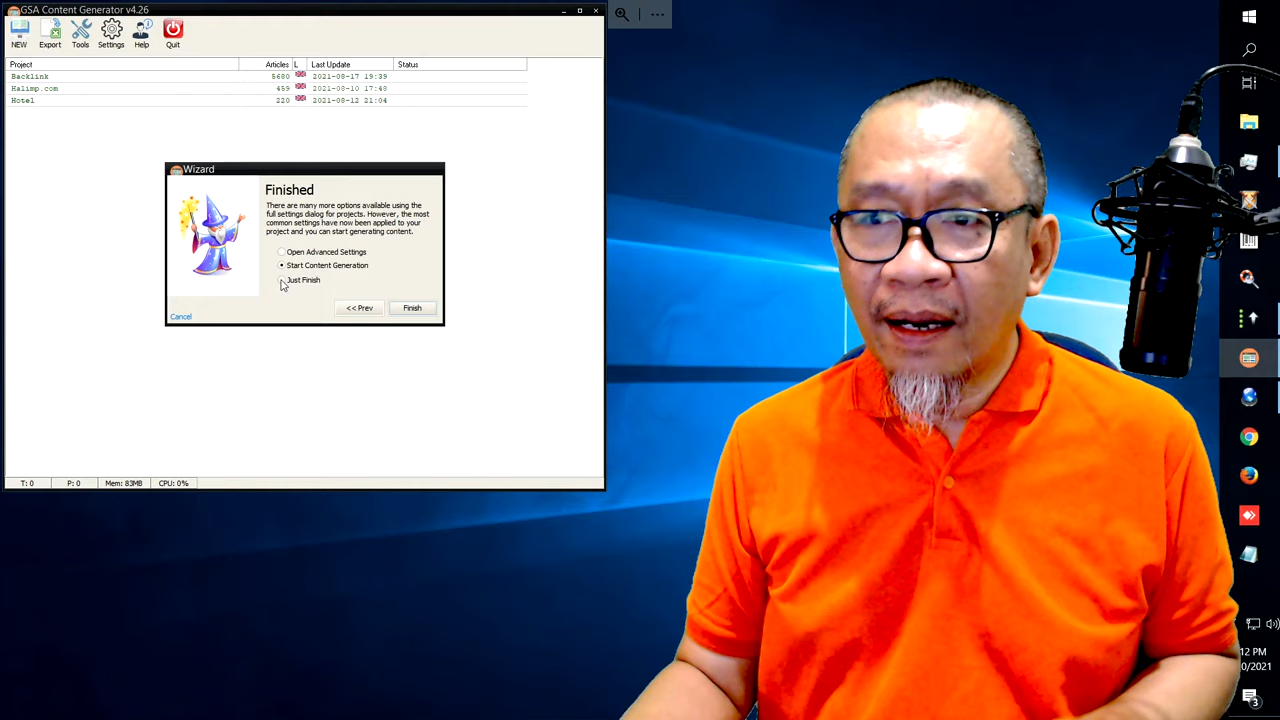 GSA Content Generator v4.26
NEW Export Tools Settings Help Quit
Project Articles L Last Update Status
Backlink 5680 2021-08-17 19:39
Halimp.com 459 2021-08-10 17:48
Hotel 220 2021-08-12 21:04
Wizard
Finished
There are many more options available using the
full settings dialog for projects. However, the most
common settings have now been applied to your
project and you can start generating content.
Open Advanced Settings
Start Content Generation
Just Finish
<< Prev Finish
Cancel
T: 0 P: 0 Mem: 83MB CPU: 0%
12 PM
0/2021
3